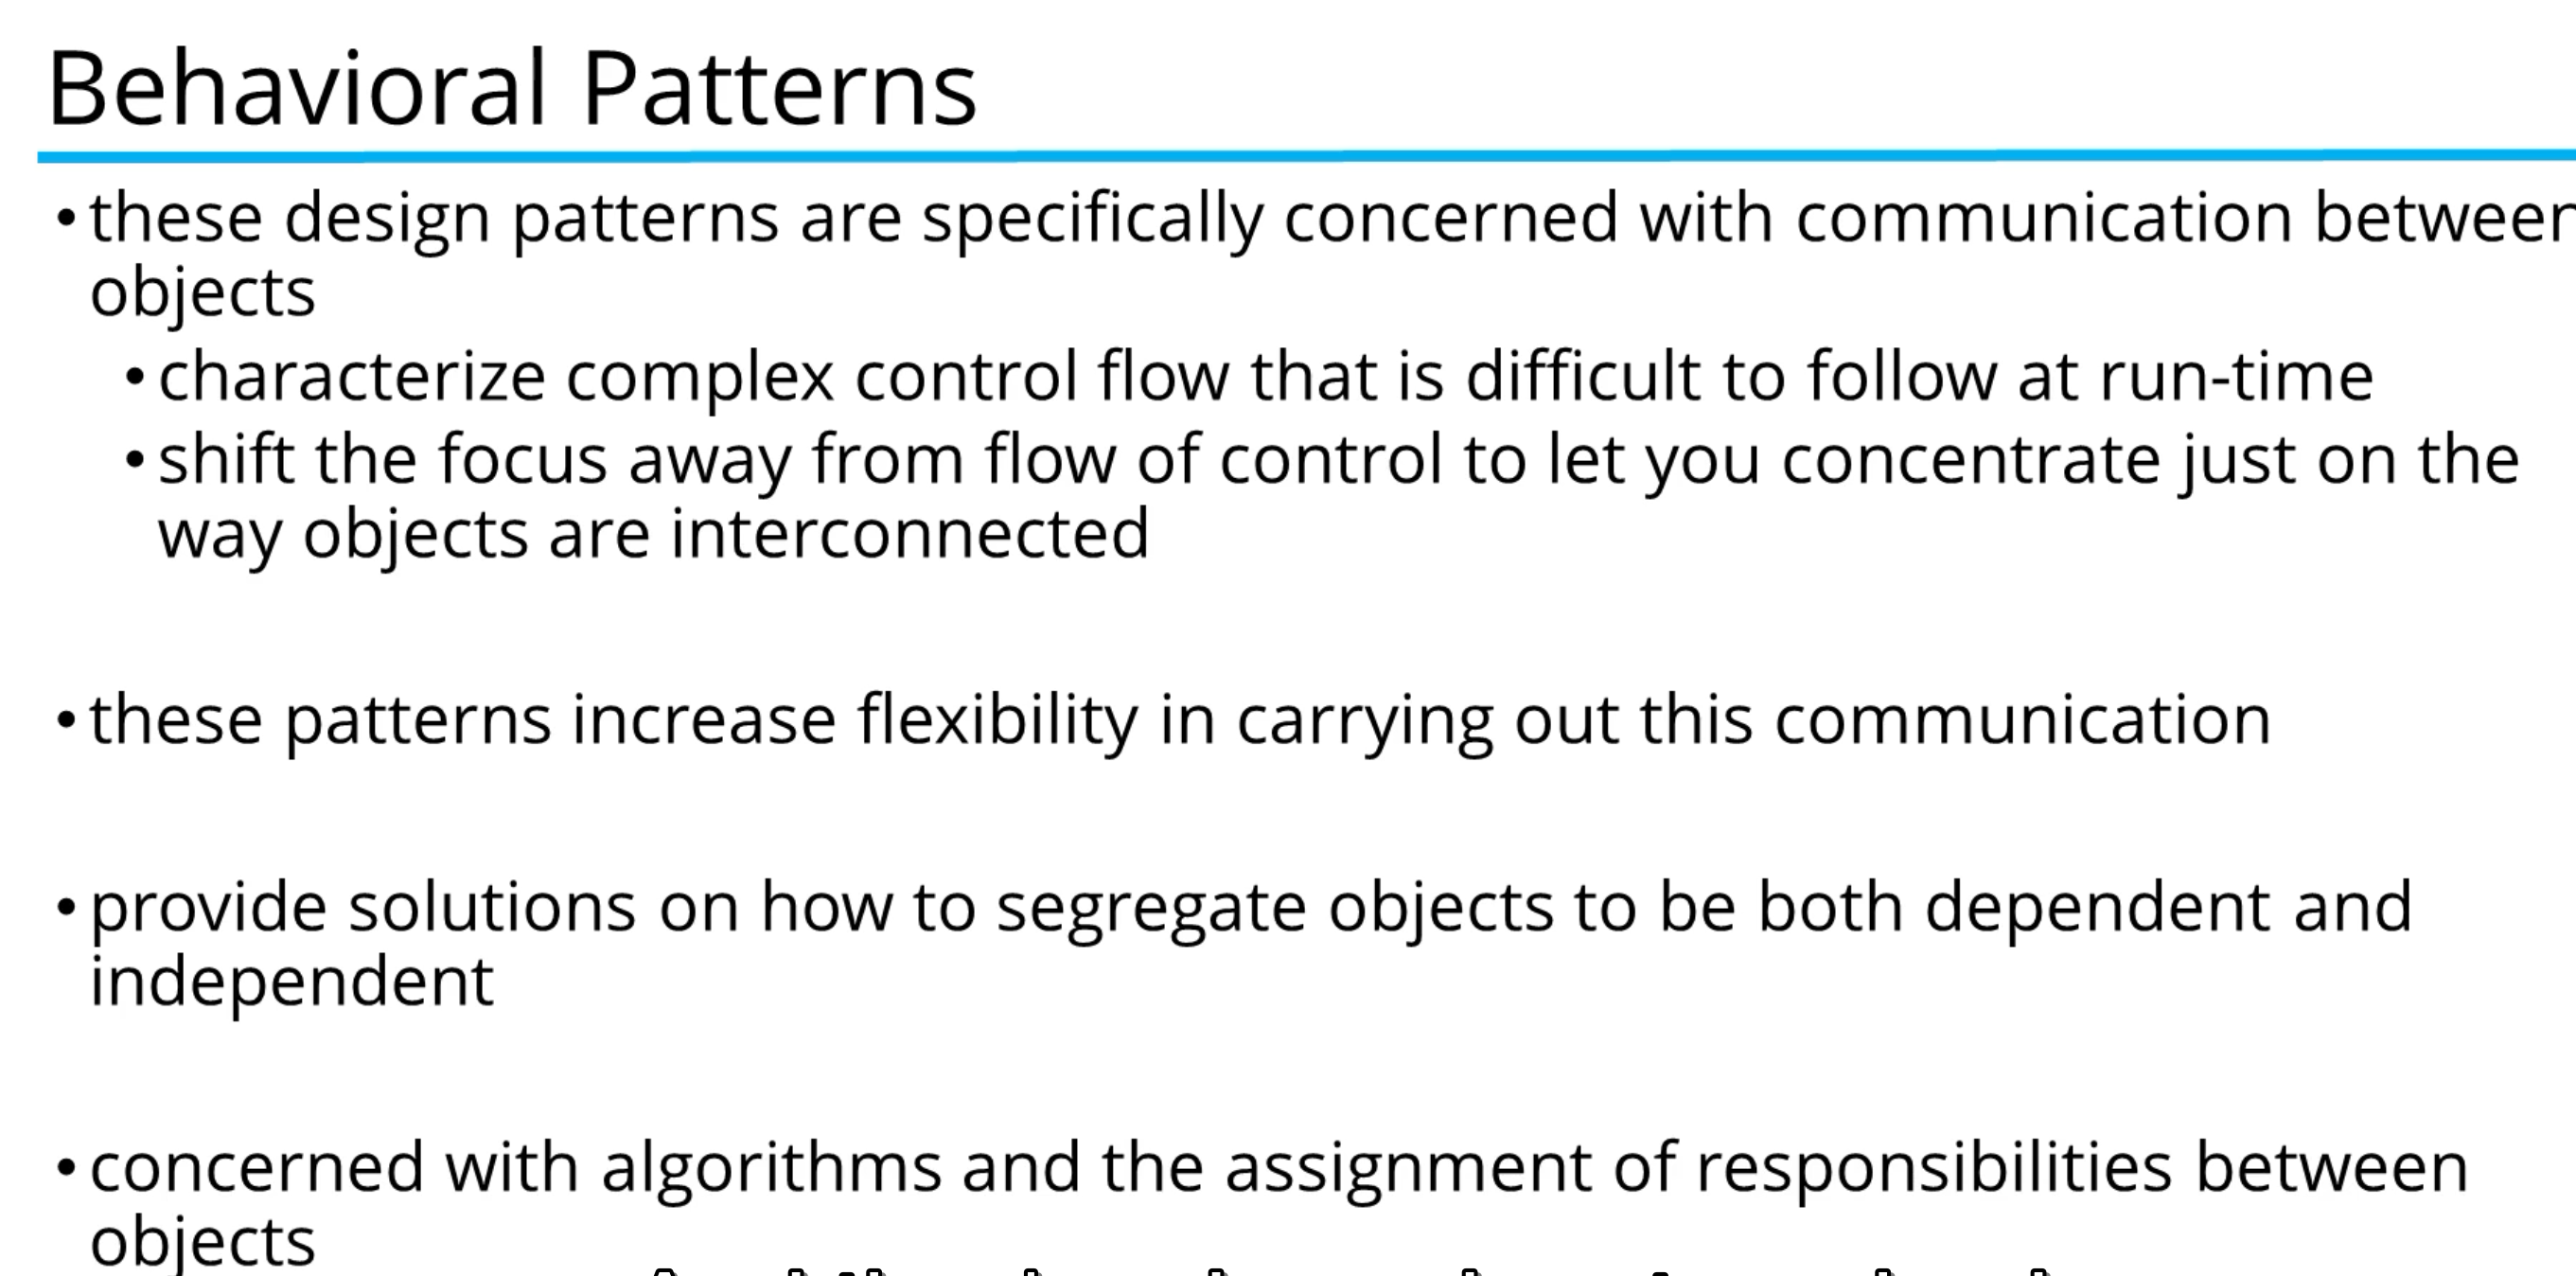 Behavioral Patterns
• these design patterns are specifically concerned with communication between
objects
• characterize complex control flow that is difficult to follow at run-time
• shift the focus away from flow of control to let you concentrate just on the
way objects are interconnected
• these patterns increase flexibility in carrying out this communication
• provide solutions on how to segregate objects to be both dependent and
independent
• concerned with algorithms and the assignment of responsibilities between
objects